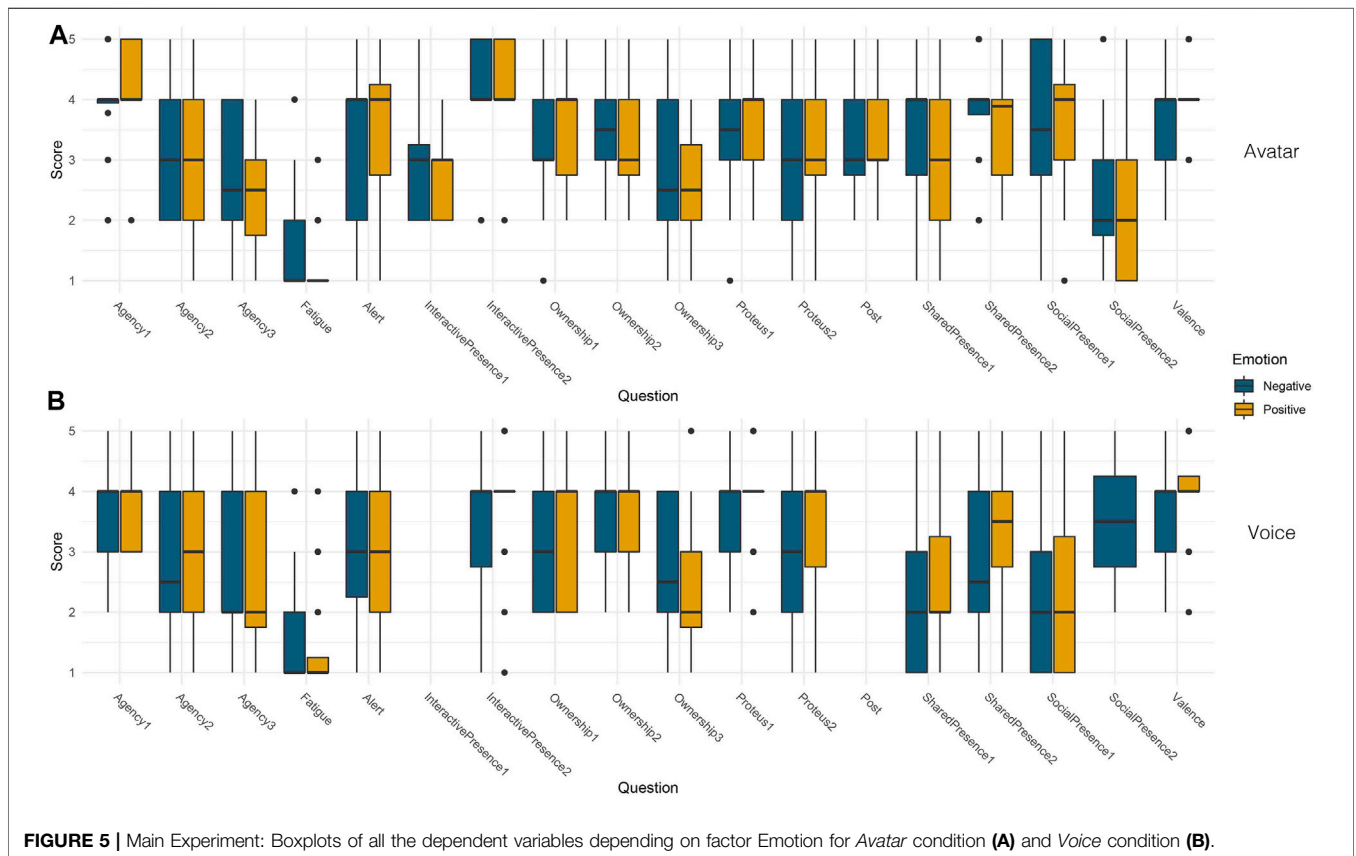 A
5
4
3
2
1
Score
Avatar
Agency1
Agency2
Agency3
Fatigue
Alert
InteractivePresence1
InteractivePresence2
Ownership1
Ownership2
Ownership3
Proteus1
Proteus2
Post
SharedPresence1
SharedPresence2
SocialPresence1
SocialPresence2
Valence
Question
Emotion
Negative
Positive
B
5
4
3
2
1
Score
Voice
Agency1
Agency2
Agency3
Fatigue
Alert
InteractivePresence1
InteractivePresence2
Ownership1
Ownership2
Ownership3
Proteus1
Proteus2
Post
SharedPresence1
SharedPresence2
SocialPresence1
SocialPresence2
Valence
Question
FIGURE 5 | Main Experiment: Boxplots of all the dependent variables depending on factor Emotion for Avatar condition (A) and Voice condition (B).